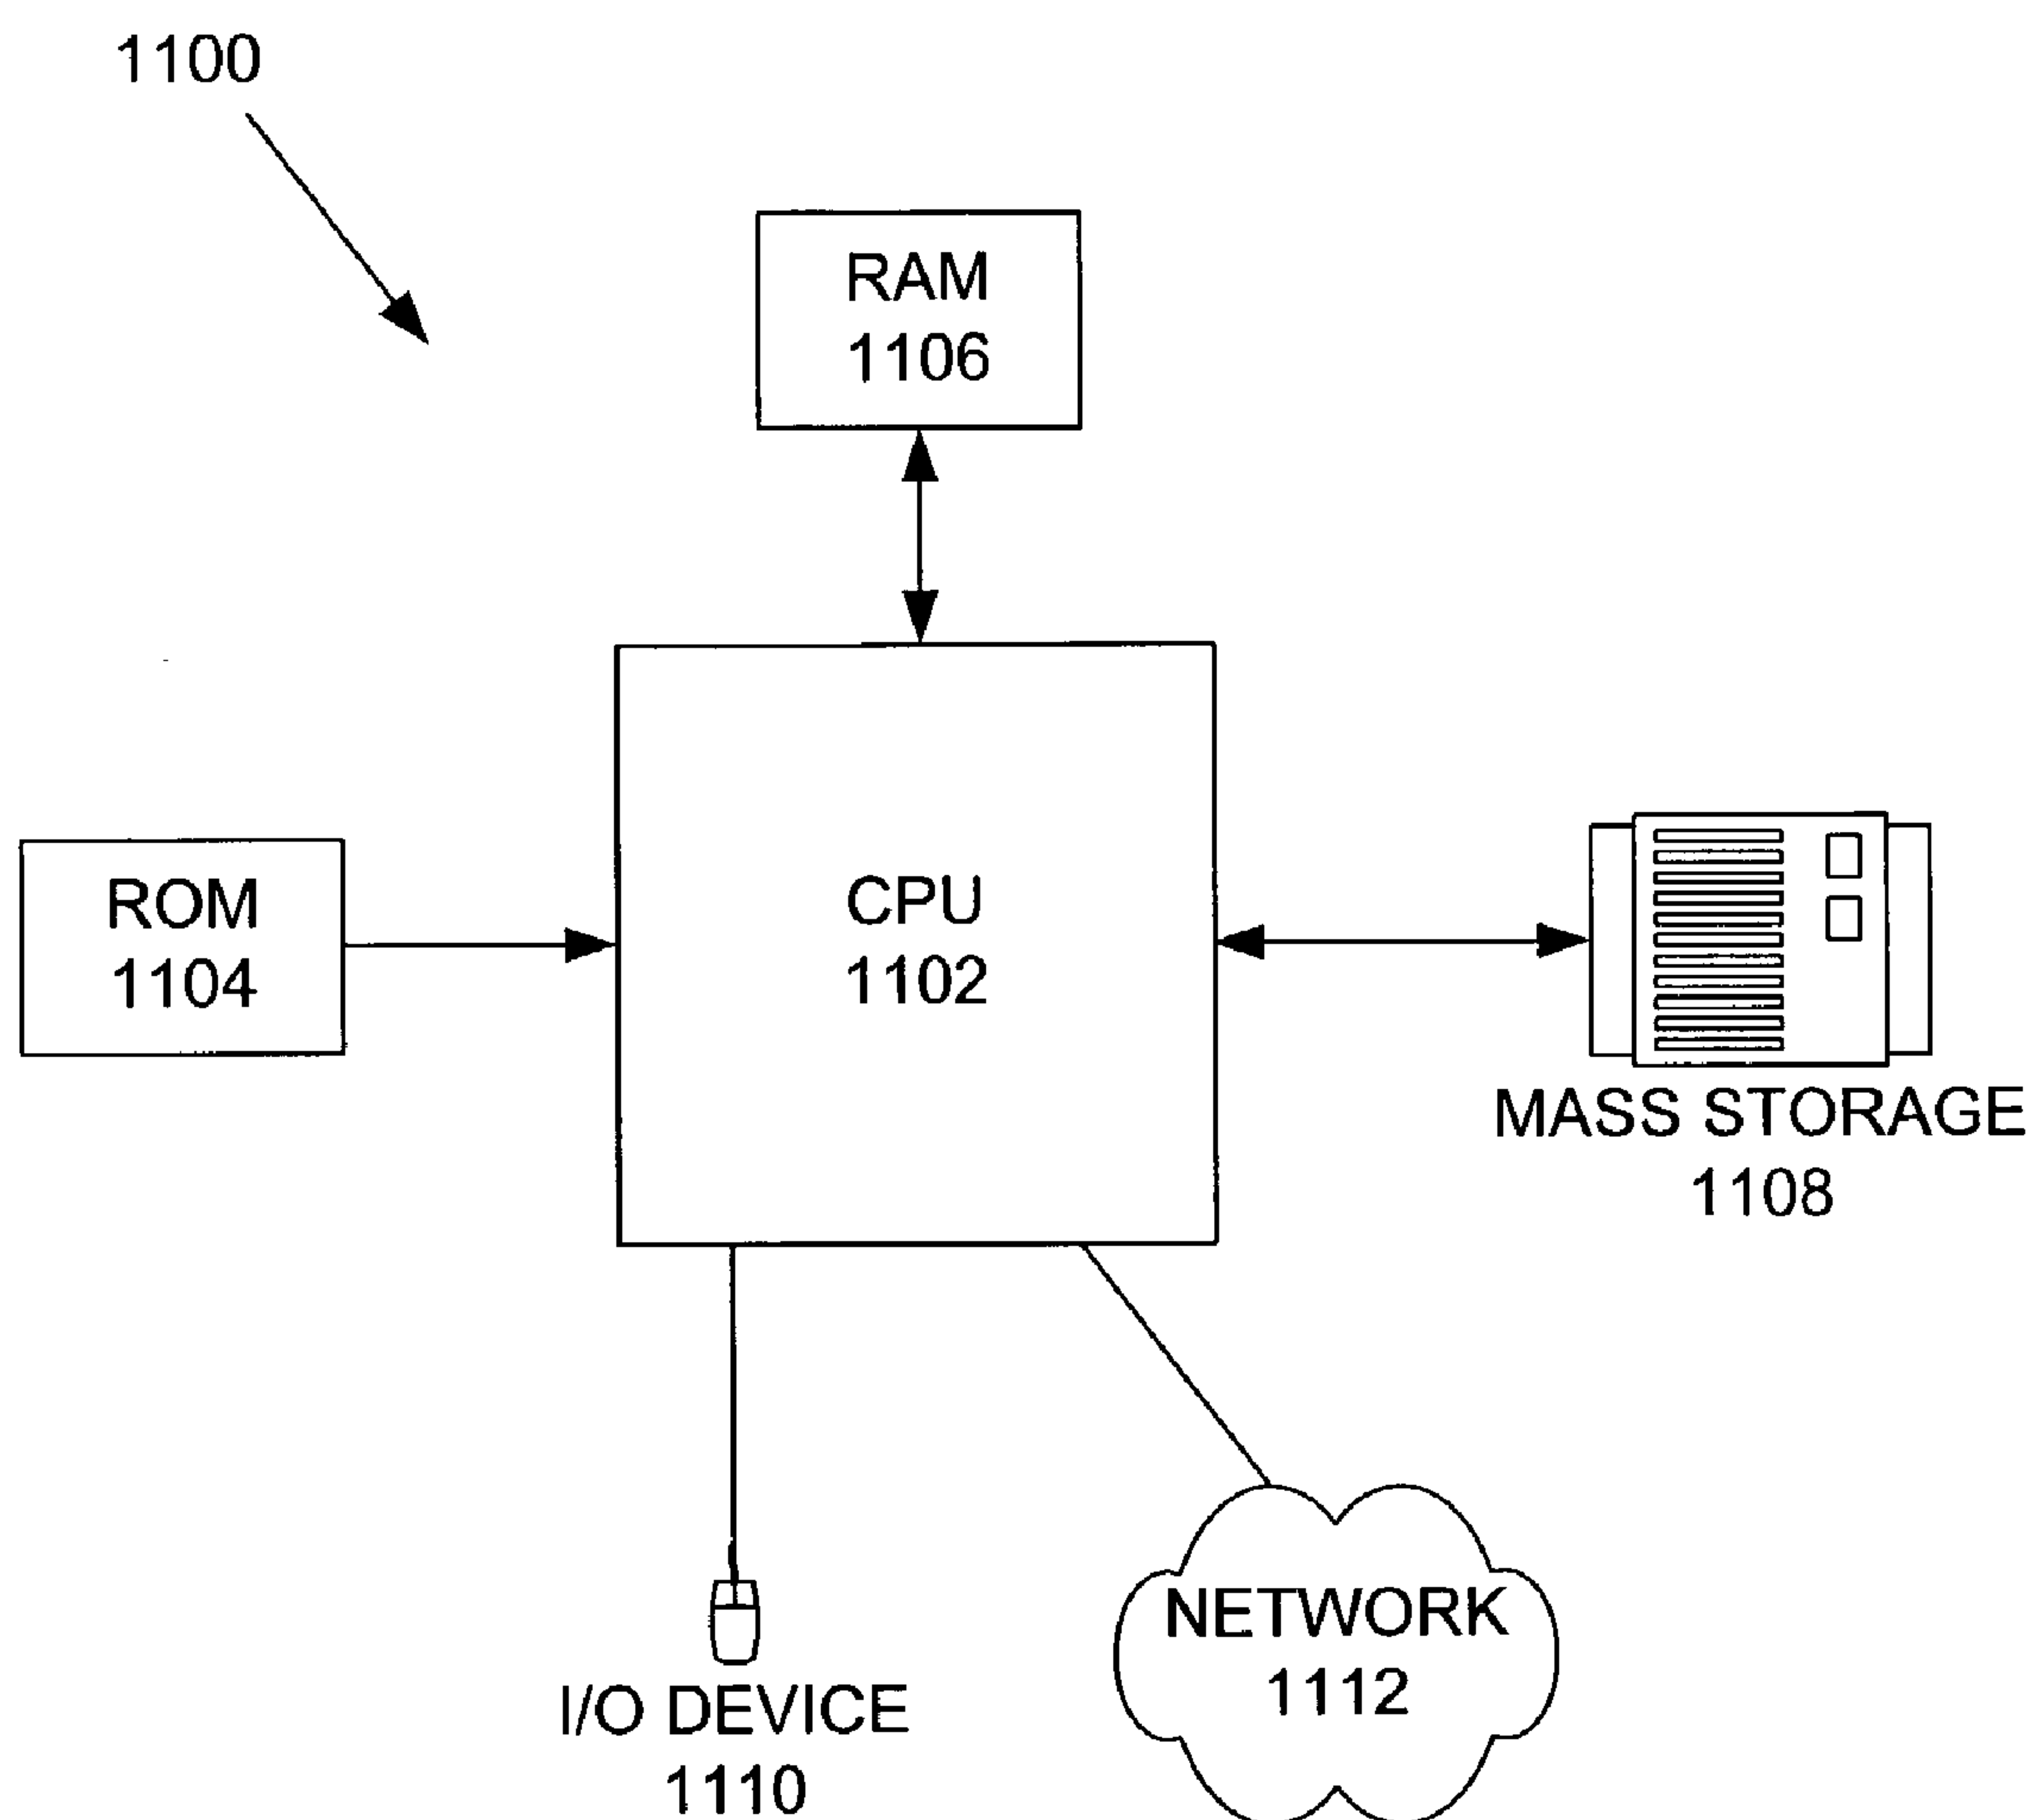 1100
RAM
1106
ROM
1104
CPU
1102
MASS STORAGE
1108
I/O DEVICE
1110
NETWORK
1112